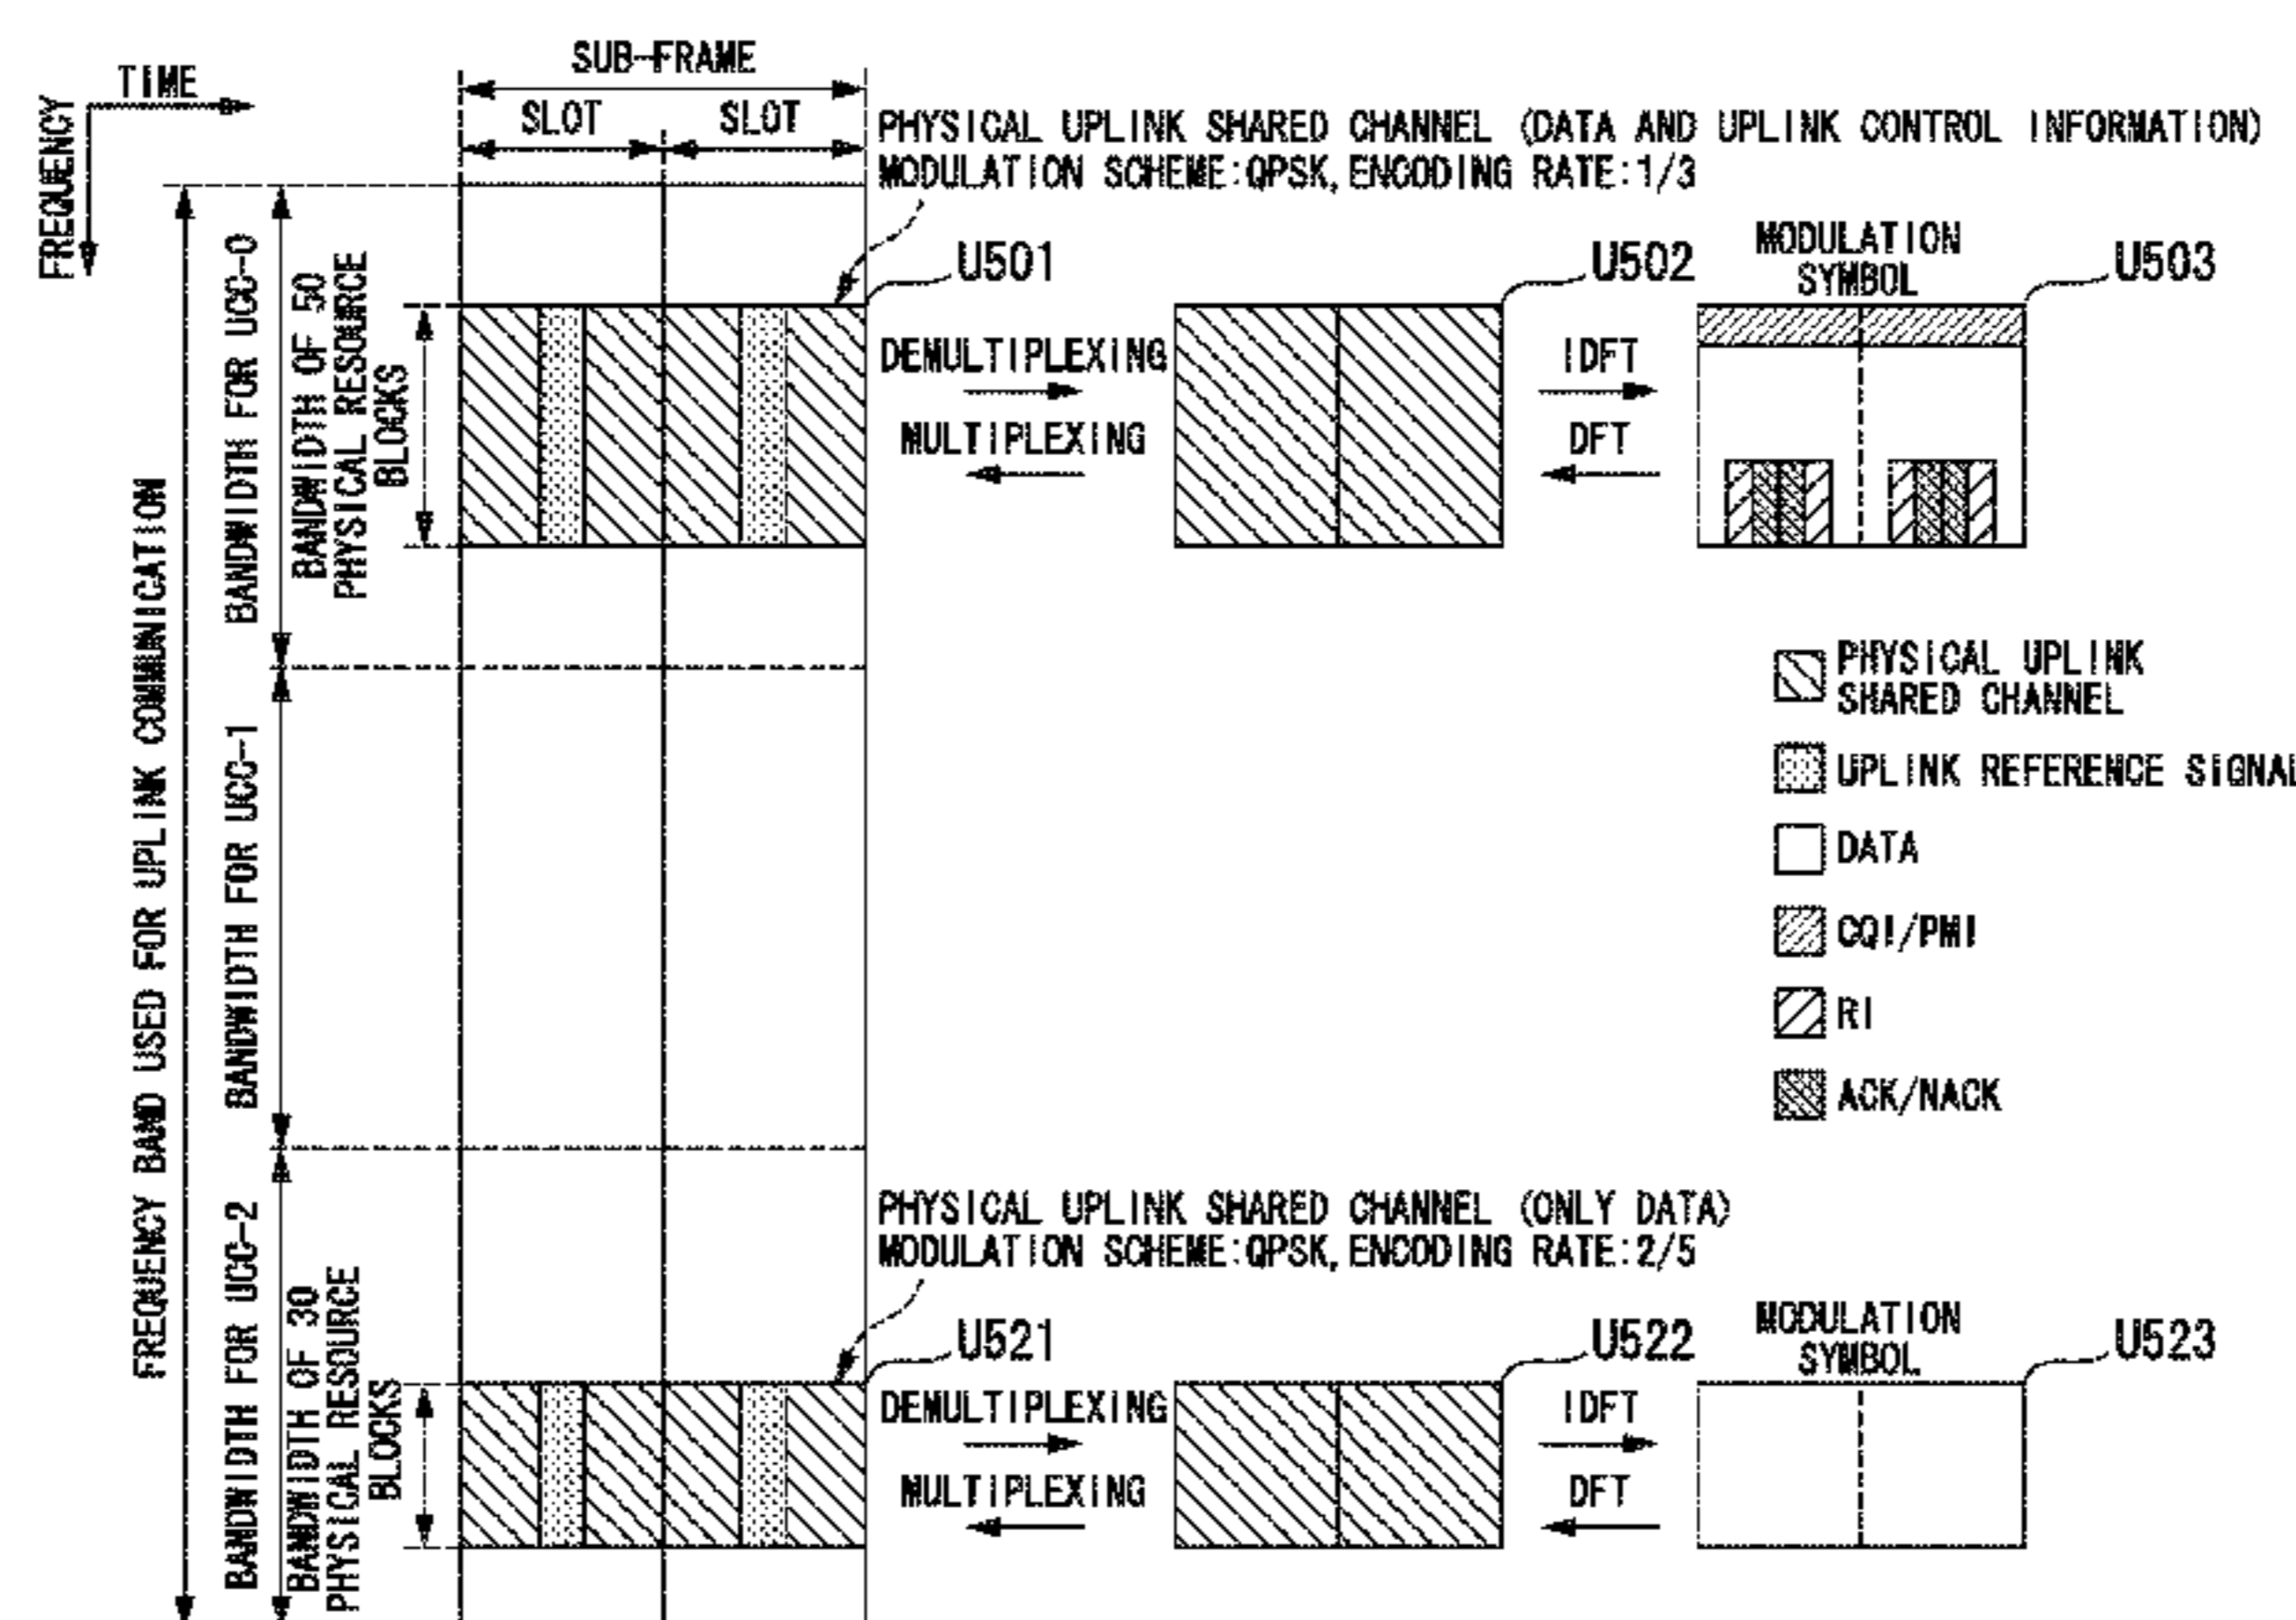 SUB-FRAME
TIME
SLOT
SLOT
FREQUENCY
PHYSICAL UPLINK SHARED CHANNEL (DATA AND UPLINK CONTROL INFORMATION)
MODULATION SCHEME:QPSK, ENCODING RATE:1/3
U501
U502
MODULATION
SYMBOL
U503
FREQUENCY BAND USED FOR UPLINK COMMUNICATION
BANDWIDTH FOR UCC-0
BANDWIDTH OF 50
PHYSICAL RESOURCE
BLOCKS
DEMULTIPLEXING
MULTIPLEXING
IDFT
DFT
BANDWIDTH FOR UCC-1
PHYSICAL UPLINK
SHARED CHANNEL
UPLINK REFERENCE SIGNAL
DATA
CQI/PMI
RI
ACK/NACK
PHYSICAL UPLINK SHARED CHANNEL (ONLY DATA)
MODULATION SCHEME:QPSK, ENCODING RATE:2/5
U521
U522
MODULATION
SYMBOL
U523
BANDWIDTH FOR UCC-2
BANDWIDTH OF 30
PHYSICAL RESOURCE
BLOCKS
DEMULTIPLEXING
MULTIPLEXING
IDFT
DFT